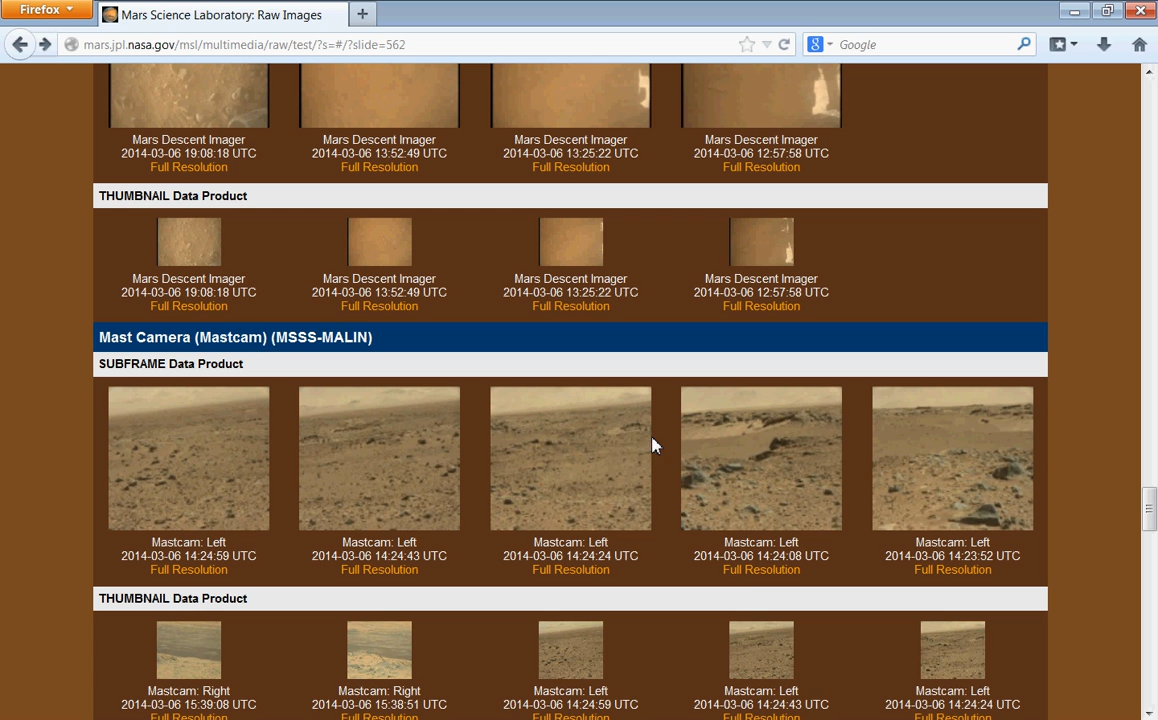 Firefox
Mars Science Laboratory: Raw Images
mars.jpl.nasa.gov/msl/multimedia/raw/test/?s=#/?slide=562
Google
Mars Descent Imager Mars Descent Imager Mars Descent Imager Mars Descent Imager
2014-03-06 19:08:18 UTC 2014-03-06 13:52:49 UTC 2014-03-06 13:25:22 UTC 2014-03-06 12:57:58 UTC
Full Resolution Full Resolution Full Resolution Full Resolution
THUMBNAIL Data Product
Mars Descent Imager Mars Descent Imager Mars Descent Imager Mars Descent Imager
2014-03-06 19:08:18 UTC 2014-03-06 13:52:49 UTC 2014-03-06 13:25:22 UTC 2014-03-06 12:57:58 UTC
Full Resolution Full Resolution Full Resolution Full Resolution
Mast Camera (Mastcam) (MSSS-MALIN)
SUBFRAME Data Product
Mastcam: Left Mastcam: Left Mastcam: Left Mastcam: Left Mastcam: Left
2014-03-06 14:24:59 UTC 2014-03-06 14:24:43 UTC 2014-03-06 14:24:24 UTC 2014-03-06 14:24:08 UTC 2014-03-06 14:23:52 UTC
Full Resolution Full Resolution Full Resolution Full Resolution Full Resolution
THUMBNAIL Data Product
Mastcam: Right Mastcam: Right Mastcam: Left Mastcam: Left Mastcam: Left
2014-03-06 15:39:08 UTC 2014-03-06 15:38:51 UTC 2014-03-06 14:24:59 UTC 2014-03-06 14:24:43 UTC 2014-03-06 14:24:24 UTC
Full Resolution Full Resolution Full Resolution Full Resolution Full Resolution